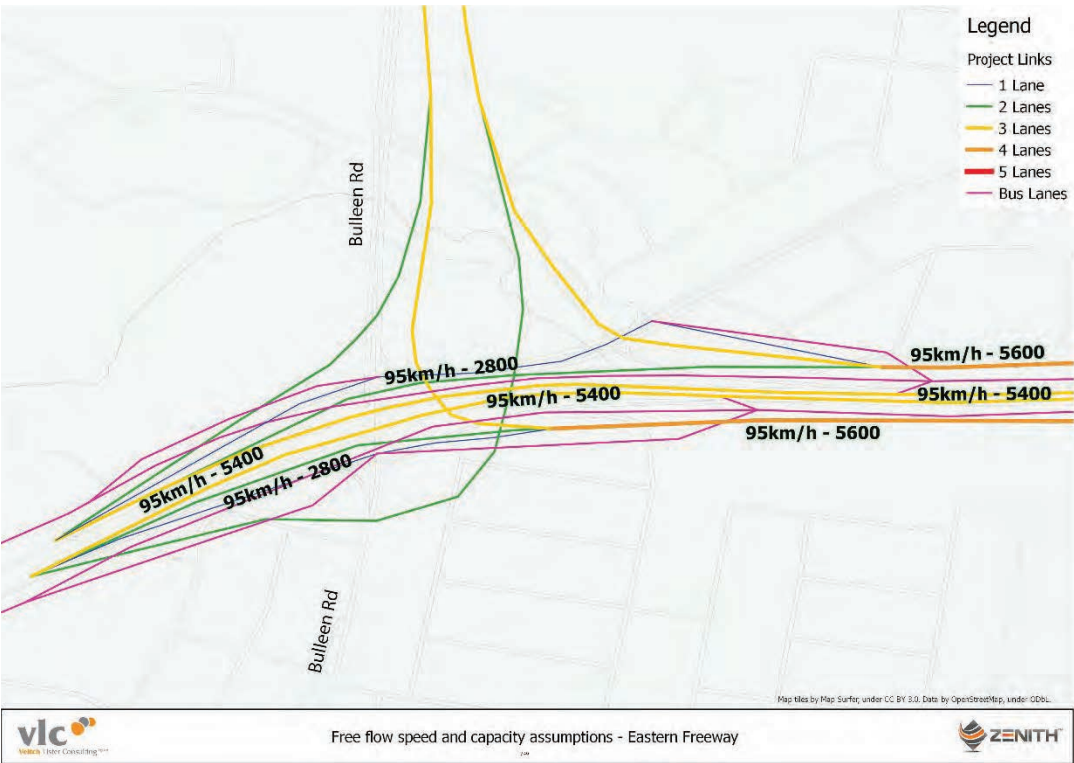 Legend
Project Links
1 Lane
2 Lanes
3 Lanes
4 Lanes
5 Lanes
Bus Lanes
Bulleen Rd
95km/h - 2800
95km/h - 5600
95km/h - 5400
95km/h - 5400
95km/h - 5600
95km/h - 5400
95km/h - 2800
Bulleen Rd
Map tiles by Map Surfer, under CC BY 3.0. Data by OpenStreetMap, under ODbL.
vlc
Veitch Lister Consulting
Free flow speed and capacity assumptions - Eastern Freeway
ZENITH